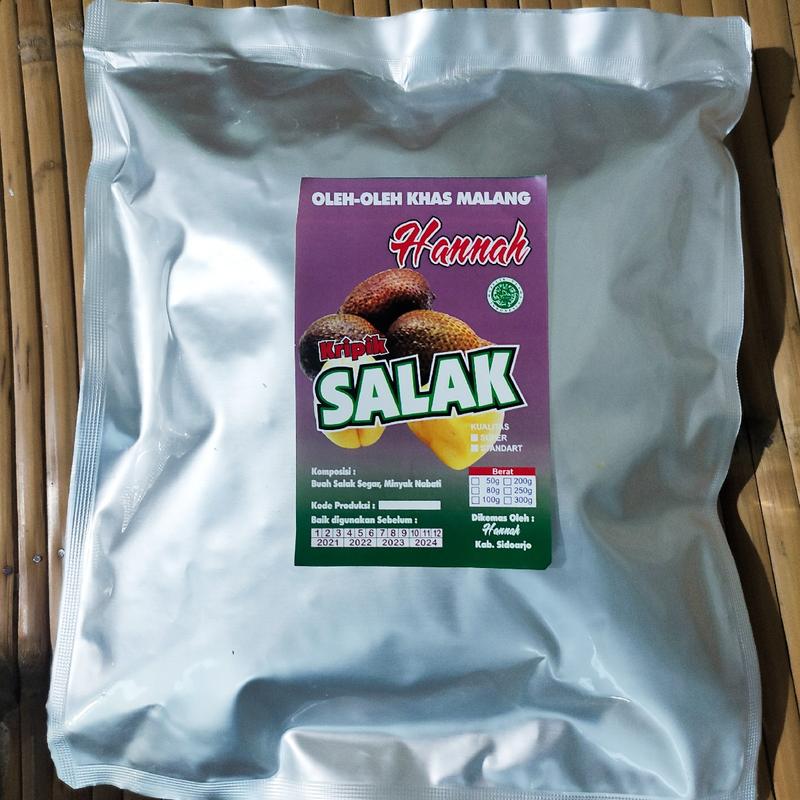 OLEH-OLEH KHAS MALANG
Hannah
Kripik
SALAK
KUALITAS
SUPER
STANDART
Komposisi :
Buah Salak Segar, Minyak Nabati
Kode Produksi :
Baik digunakan Sebelum :
1 2 3 4 5 6 7 8 9 10 11 12
2021 2022 2023 2024
Berat
50g 200g
80g 250g
100g 300g
Dikemas Oleh :
Hannah
Kab. Sidoarjo